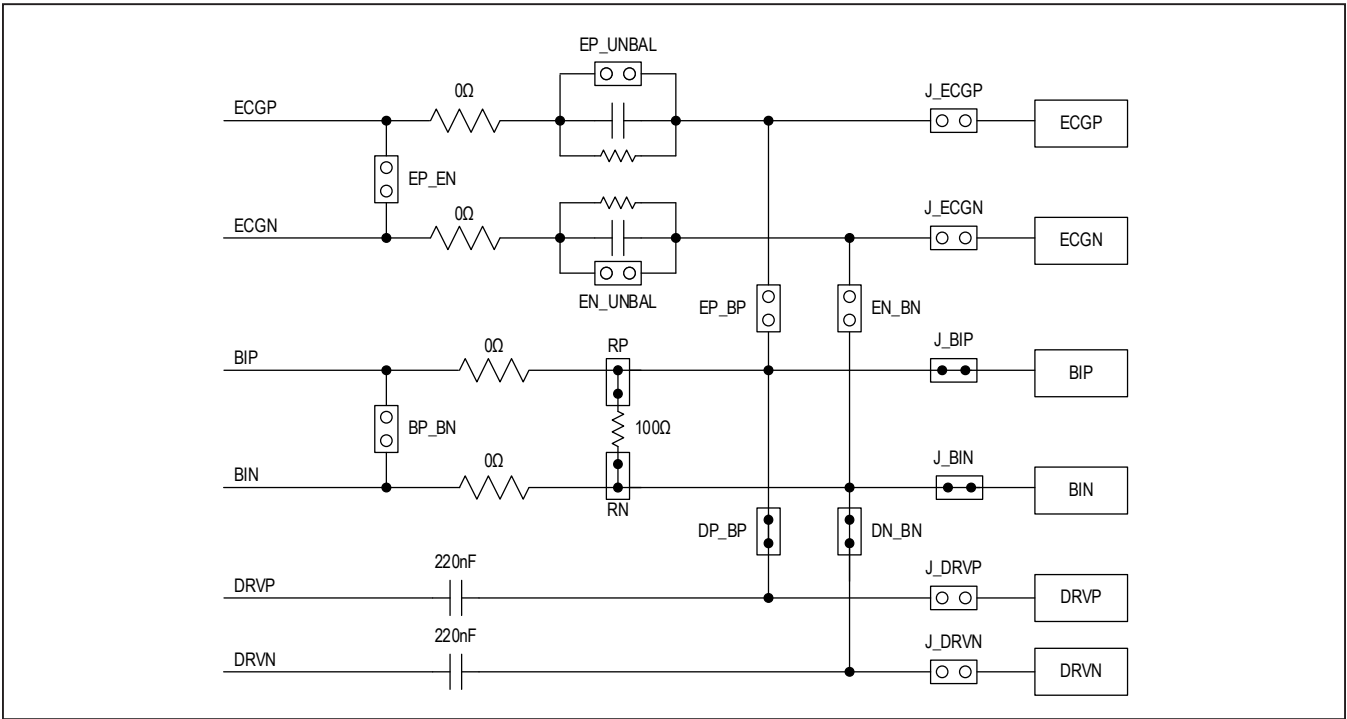 EP_UNBAL
ECGP
0Ω
J_ECGP
ECGP
EP_EN
ECGN
0Ω
J_ECGN
ECGN
EN_UNBAL
EP_BP
EN_BN
BIP
0Ω
RP
J_BIP
BIP
BP_BN
100Ω
BIN
0Ω
J_BIN
BIN
RN
DP_BP
DN_BN
DRVP
220nF
J_DRVP
DRVP
DRVN
220nF
J_DRVN
DRVN